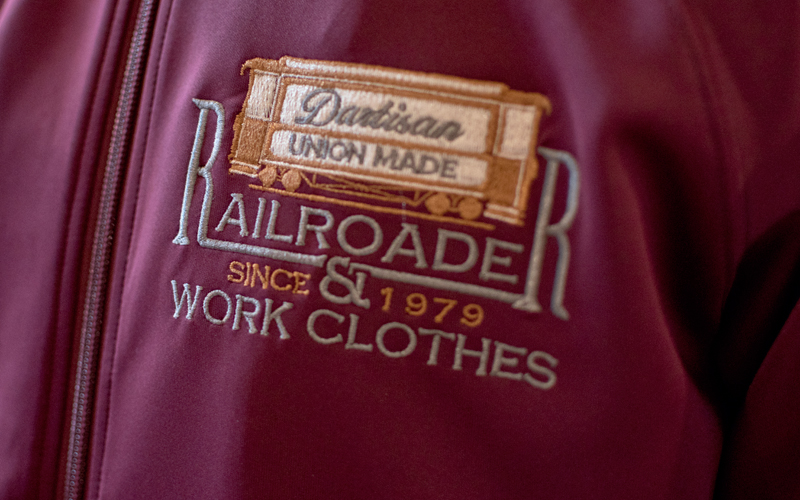 Dartisan
UNION MADE
RAILROADER
SINCE & 1979
WORK CLOTHES